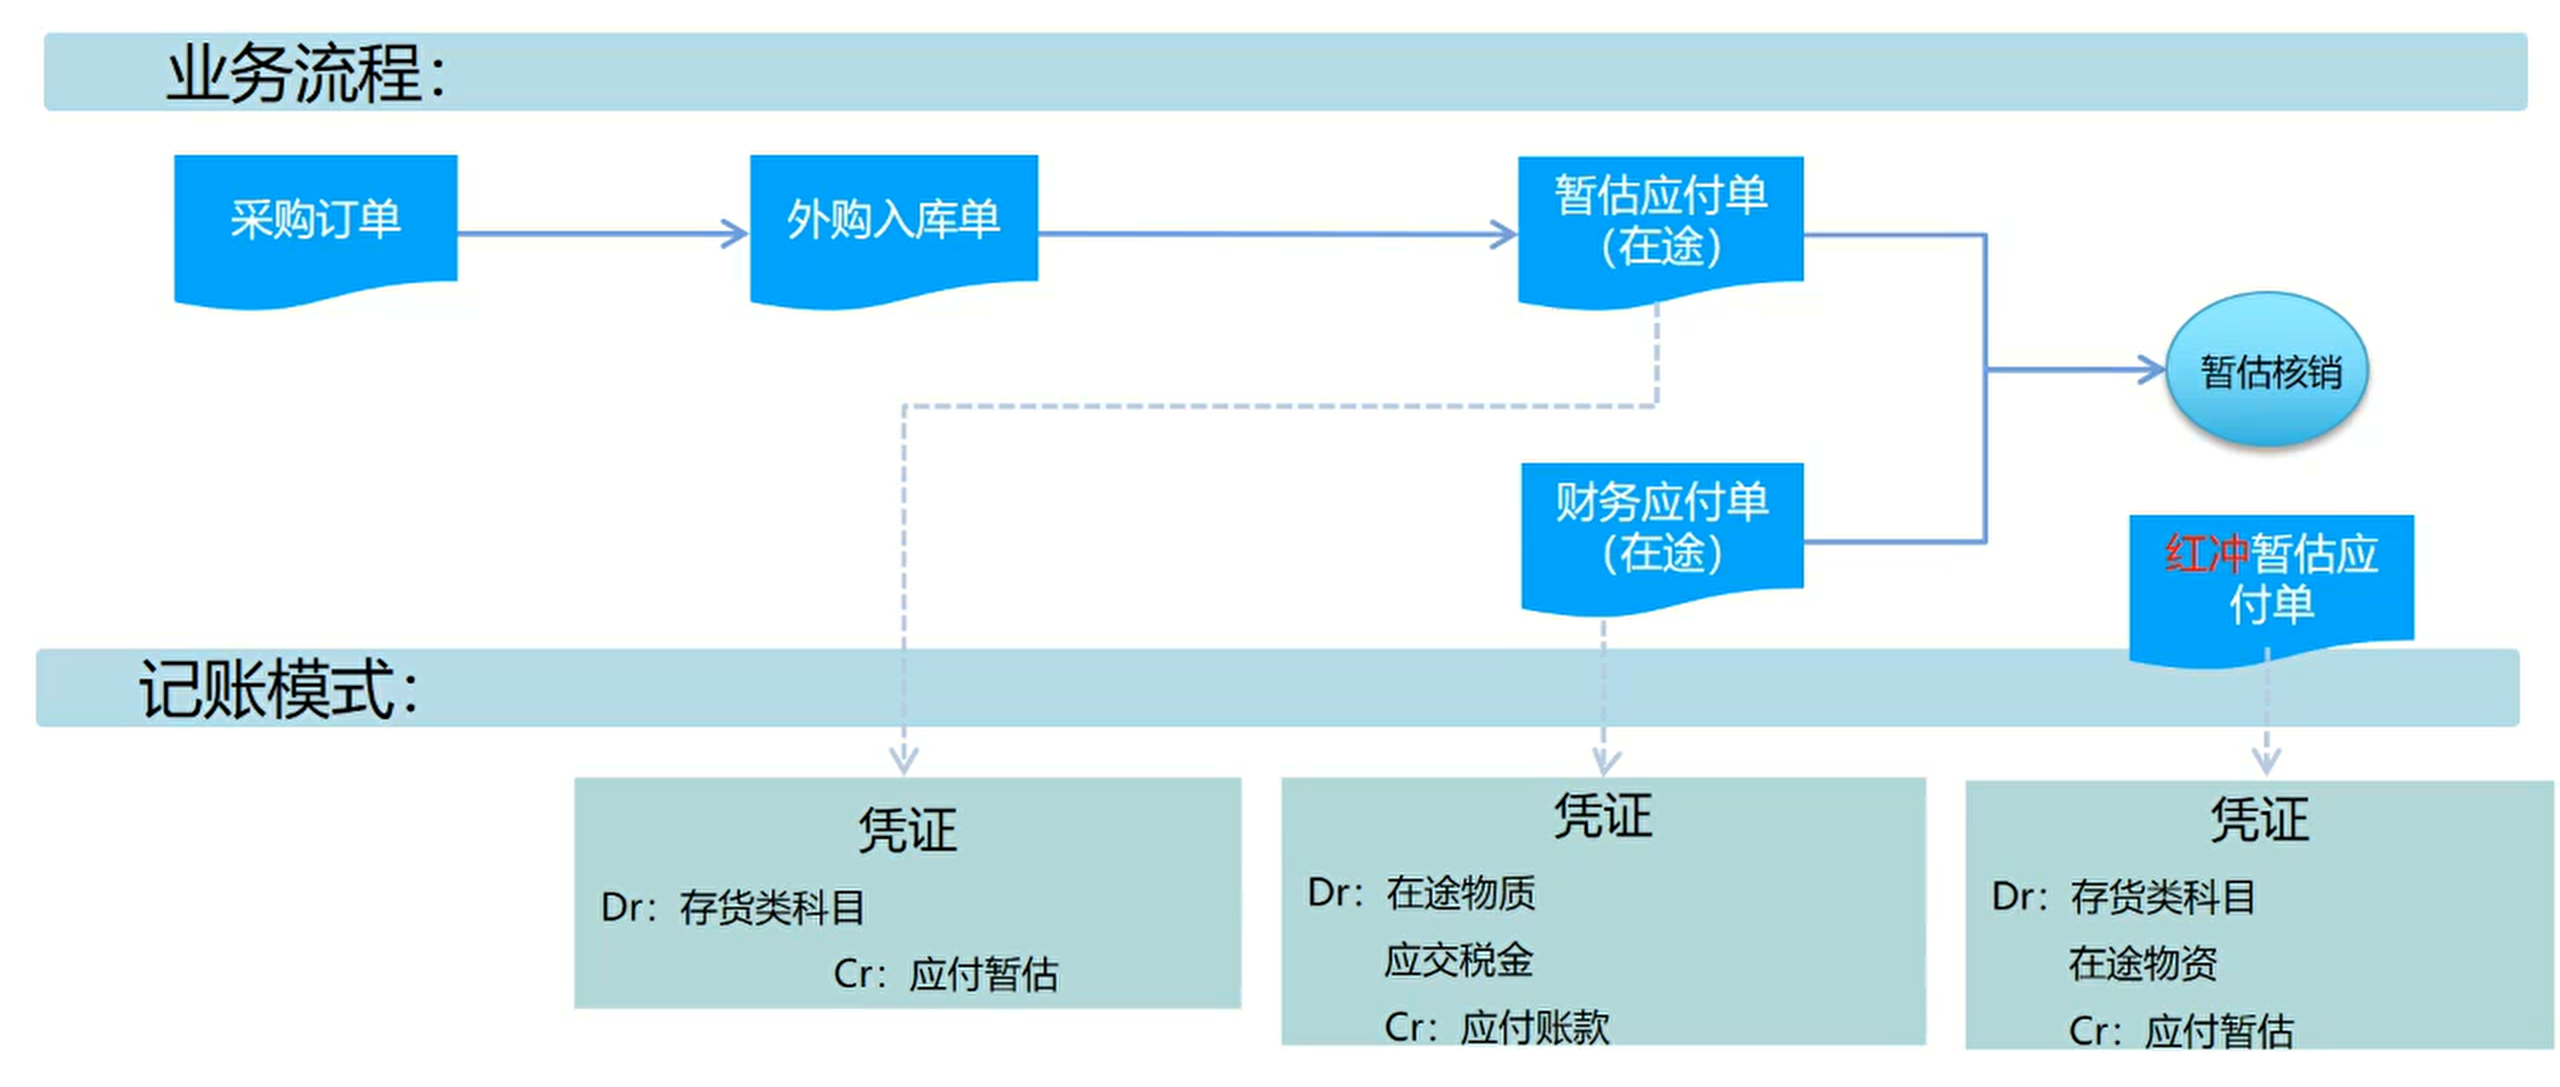 业务流程：
采购订单
外购入库单
暂估应付单
（在途）
暂估核销
财务应付单
（在途）
红冲暂估应
付单
记账模式：
凭证
Dr：存货类科目
Cr：应付暂估
凭证
Dr：在途物质
应交税金
Cr：应付账款
凭证
Dr：存货类科目
在途物资
Cr：应付暂估